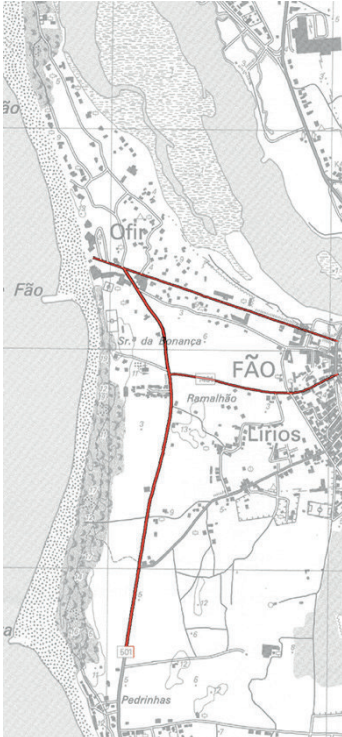 ão
Ofir
Fão
Sr.ª da Bonança
FÃO
Ramalhão
Lírios
501
Pedrinhas